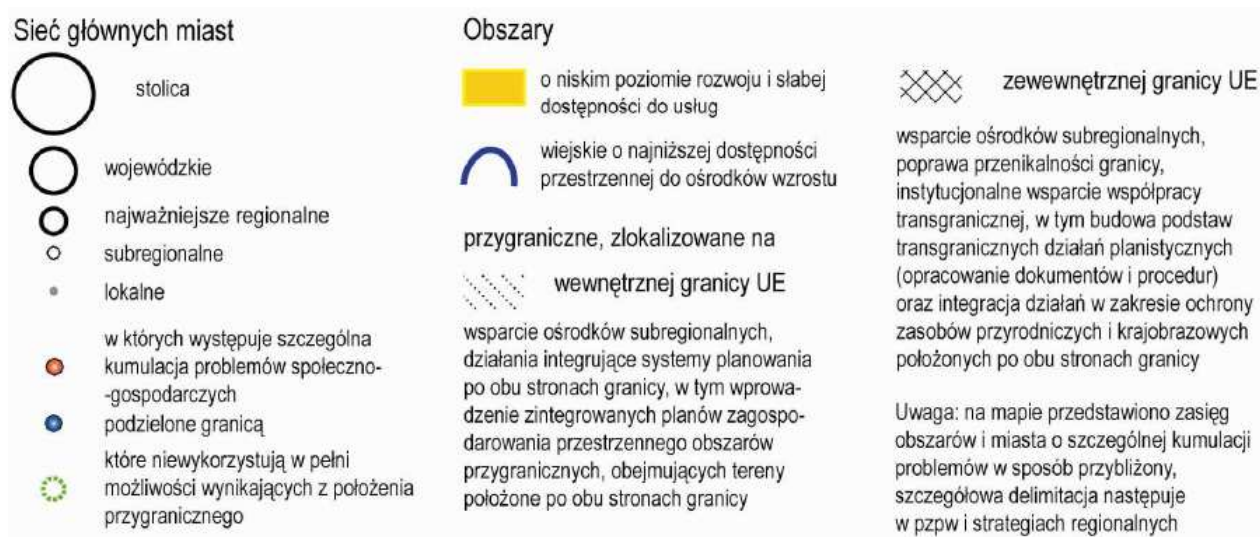 Sieć głównych miast
stolica
wojewódzkie
najważniejsze regionalne
subregionalne
lokalne
w których występuje szczególna
kumulacja problemów społeczno-
-gospodarczych
podzielone granicą
które niewykorzystują w pełni
możliwości wynikających z położenia
przygranicznego
Obszary
o niskim poziomie rozwoju i słabej
dostępności do usług
wiejskie o najniższej dostępności
przestrzennej do ośrodków wzrostu
przygraniczne, zlokalizowane na
wewnętrznej granicy UE
wsparcie ośrodków subregionalnych,
działania integrujące systemy planowania
po obu stronach granicy, w tym wprowa-
dzenie zintegrowanych planów zagospo-
darowania przestrzennego obszarów
przygranicznych, obejmujących tereny
położone po obu stronach granicy
zewewnętrznej granicy UE
wsparcie ośrodków subregionalnych,
poprawa przenikalności granicy,
instytucjonalne wsparcie współpracy
transgranicznej, w tym budowa podstaw
transgranicznych działań planistycznych
(opracowanie dokumentów i procedur)
oraz integracja działań w zakresie ochrony
zasobów przyrodniczych i krajobrazowych
położonych po obu stronach granicy
Uwaga: na mapie przedstawiono zasięg
obszarów i miasta o szczególnej kumulacji
problemów w sposób przybliżony,
szczegółowa delimitacja następuje
w pzpw i strategiach regionalnych